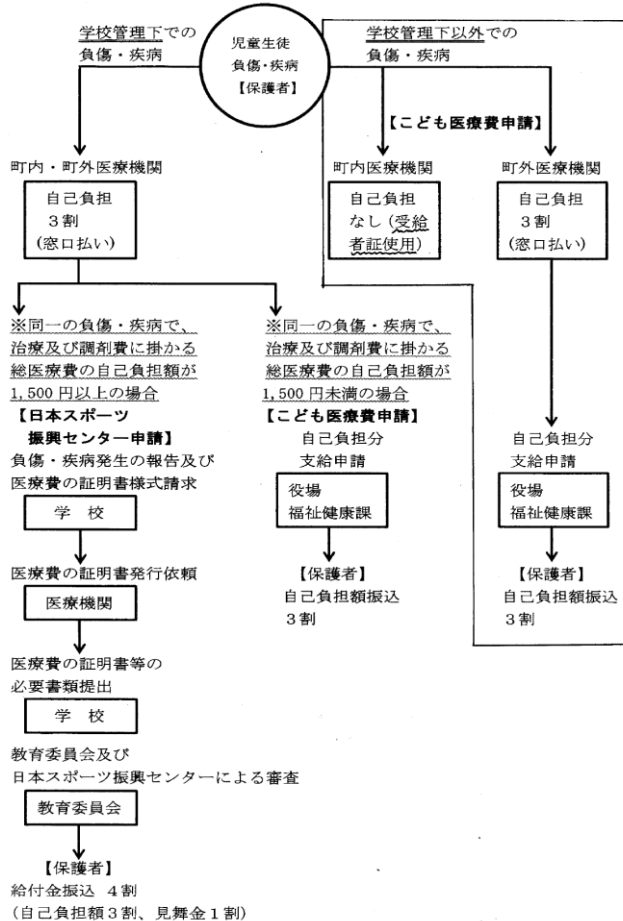 学校管理下での
負傷・疾病
児童生徒
負傷・疾病
【保護者】
学校管理下以外での
負傷・疾病
【こども医療費申請】
町内・町外医療機関
自己負担
3割
(窓口払い)
町内医療機関
自己負担
なし(受給
者証使用)
町外医療機関
自己負担
3割
(窓口払い)
※同一の負傷・疾病で、
治療及び調剤費に掛かる
総医療費の自己負担額が
1,500円以上の場合
【日本スポーツ
振興センター申請】
負傷・疾病発生の報告及び
医療費の証明書様式請求
学 校
医療費の証明書発行依頼
医療機関
医療費の証明書等の
必要書類提出
学 校
教育委員会及び
日本スポーツ振興センターによる審査
教育委員会
【保護者】
給付金振込 4割
(自己負担額3割、見舞金1割)
※同一の負傷・疾病で、
治療及び調剤費に掛かる
総医療費の自己負担額が
1,500円未満の場合
【こども医療費申請】
自己負担分
支給申請
役場
福祉健康課
【保護者】
自己負担額振込
3割
自己負担分
支給申請
役場
福祉健康課
【保護者】
自己負担額振込
3割